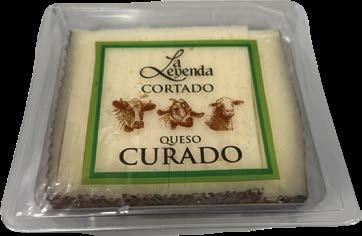 La
Leyenda
CORTADO
QUESO
CURADO